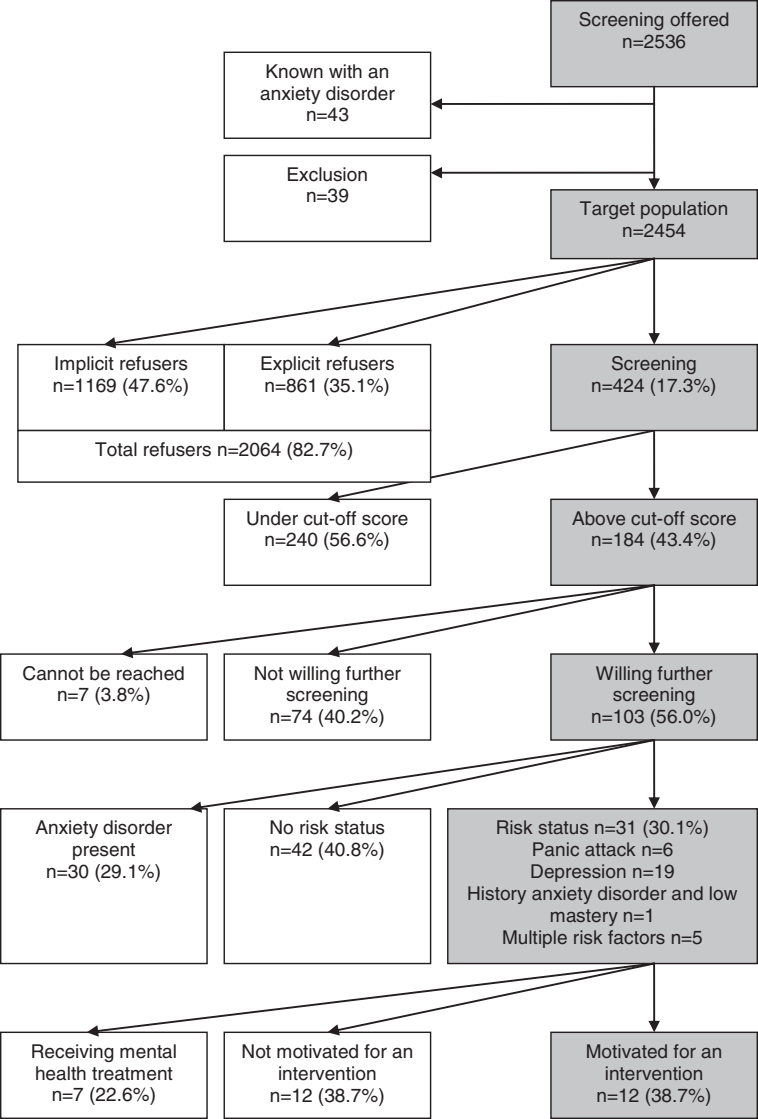 Screening offered
n=2536
Known with an
anxiety disorder
n=43
Exclusion
n=39
Target population
n=2454
Implicit refusers
n=1169 (47.6%)
Explicit refusers
n=861 (35.1%)
Screening
n=424 (17.3%)
Total refusers n=2064 (82.7%)
Under cut-off score
n=240 (56.6%)
Above cut-off score
n=184 (43.4%)
Cannot be reached
n=7 (3.8%)
Not willing further
screening
n=74 (40.2%)
Willing further
screening
n=103 (56.0%)
Anxiety disorder
present
n=30 (29.1%)
No risk status
n=42 (40.8%)
Risk status n=31 (30.1%)
Panic attack n=6
Depression n=19
History anxiety disorder and low
mastery n=1
Multiple risk factors n=5
Receiving mental
health treatment
n=7 (22.6%)
Not motivated for an
intervention
n=12 (38.7%)
Motivated for an
intervention
n=12 (38.7%)